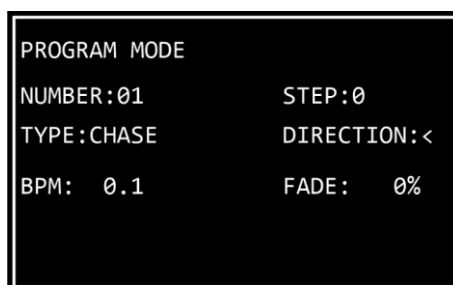 PROGRAM MODE
NUMBER:01 STEP:0
TYPE:CHASE DIRECTION:<
BPM: 0.1 FADE: 0%